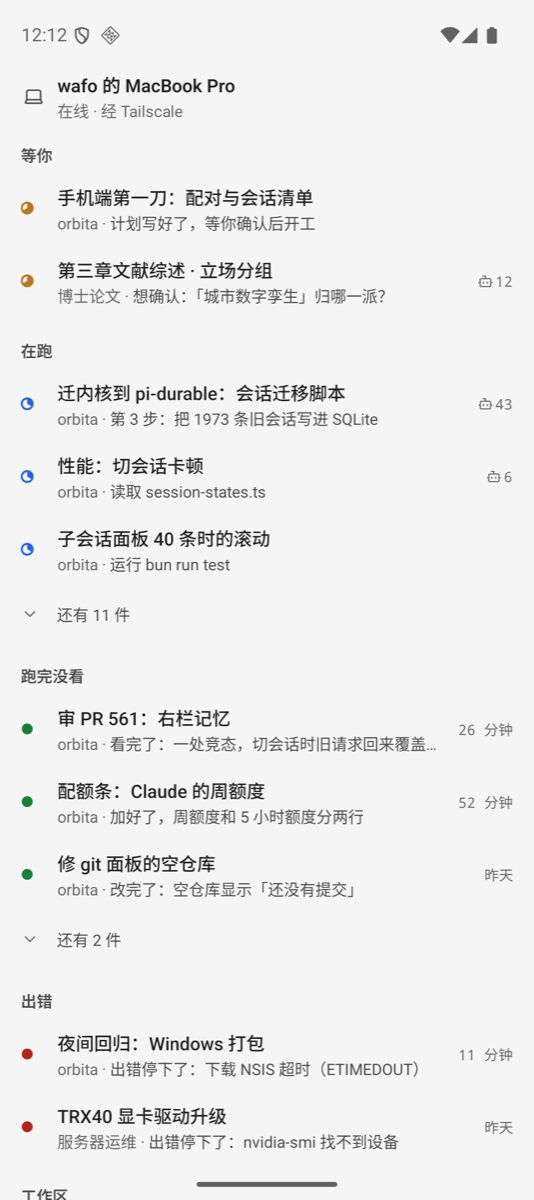 12:12
wafo 的 MacBook Pro
在线 · 经 Tailscale
等你
手机端第一刀：配对与会话清单
orbita · 计划写好了，等你确认后开工
第三章文献综述 · 立场分组
博士论文 · 想确认：「城市数字孪生」归哪一派？
12
在跑
迁内核到 pi-durable：会话迁移脚本
orbita · 第 3 步：把 1973 条旧会话写进 SQLite
43
性能：切会话卡顿
orbita · 读取 session-states.ts
6
子会话面板 40 条时的滚动
orbita · 运行 bun run test
还有 11 件
跑完没看
审 PR 561：右栏记忆
orbita · 看完了：一处竞态，切会话时旧请求回来覆盖…
26 分钟
配额条：Claude 的周额度
orbita · 加好了，周额度和 5 小时额度分两行
52 分钟
修 git 面板的空仓库
orbita · 改完了：空仓库显示「还没有提交」
昨天
还有 2 件
出错
夜间回归：Windows 打包
orbita · 出错停下了：下载 NSIS 超时（ETIMEDOUT）
11 分钟
TRX40 显卡驱动升级
服务器运维 · 出错停下了：nvidia-smi 找不到设备
昨天
工作区